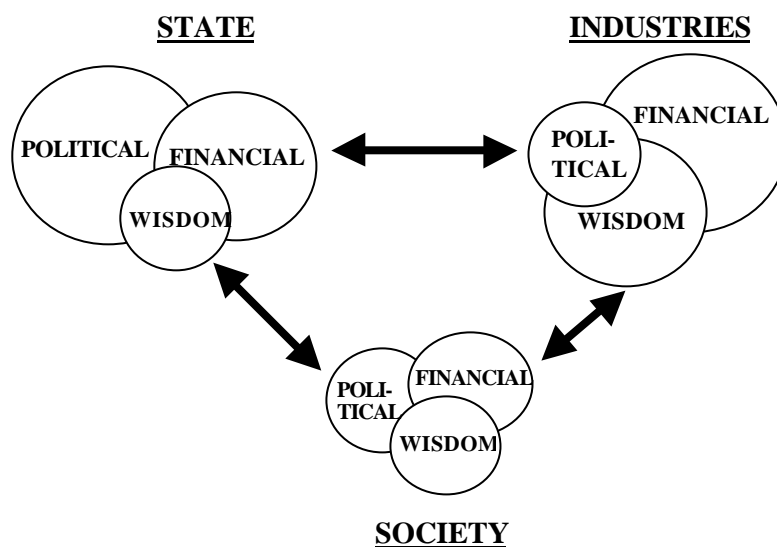 STATE
INDUSTRIES
POLITICAL
FINANCIAL
WISDOM
FINANCIAL
POLI-
TICAL
WISDOM
POLI-
TICAL
FINANCIAL
WISDOM
SOCIETY